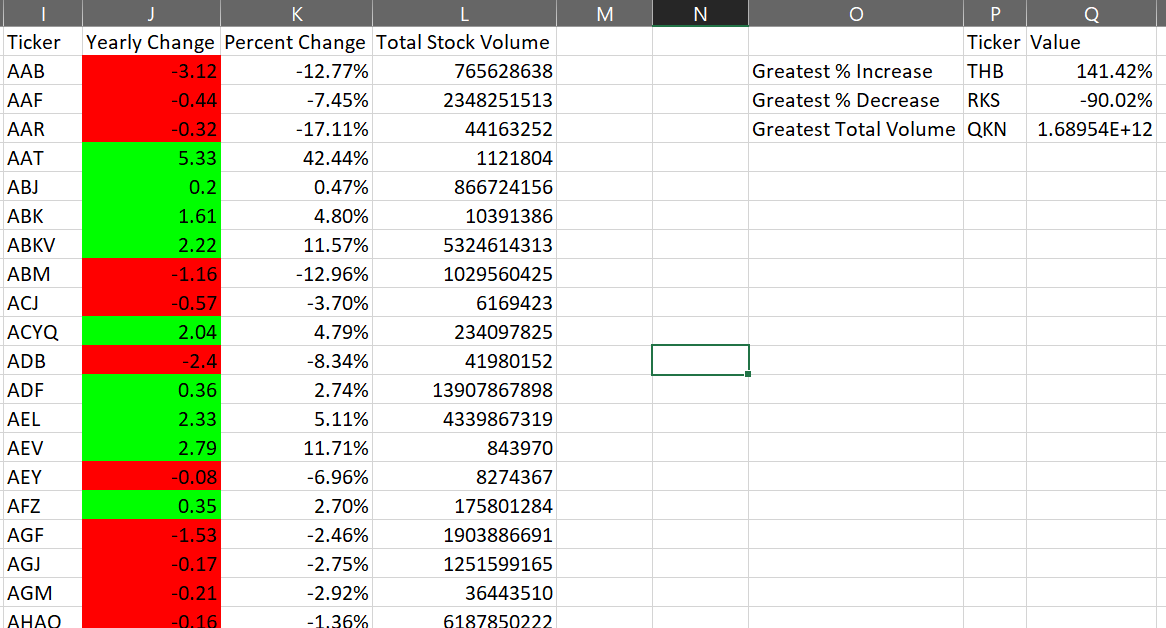 I J K L M N O P Q
Ticker Yearly Change Percent Change Total Stock Volume Ticker Value
AAB -3.12 -12.77% 765628638 Greatest % Increase THB 141.42%
AAF -0.44 -7.45% 2348251513 Greatest % Decrease RKS -90.02%
AAR -0.32 -17.11% 44163252 Greatest Total Volume QKN 1.68954E+12
AAT 5.33 42.44% 1121804
ABJ 0.2 0.47% 866724156
ABK 1.61 4.80% 10391386
ABKV 2.22 11.57% 5324614313
ABM -1.16 -12.96% 1029560425
ACJ -0.57 -3.70% 6169423
ACYQ 2.04 4.79% 234097825
ADB -2.4 -8.34% 41980152
ADF 0.36 2.74% 13907867898
AEL 2.33 5.11% 4339867319
AEV 2.79 11.71% 843970
AEY -0.08 -6.96% 8274367
AFZ 0.35 2.70% 175801284
AGF -1.53 -2.46% 1903886691
AGJ -0.17 -2.75% 1251599165
AGM -0.21 -2.92% 36443510
AHAO -0.16 -1.36% 6187850222